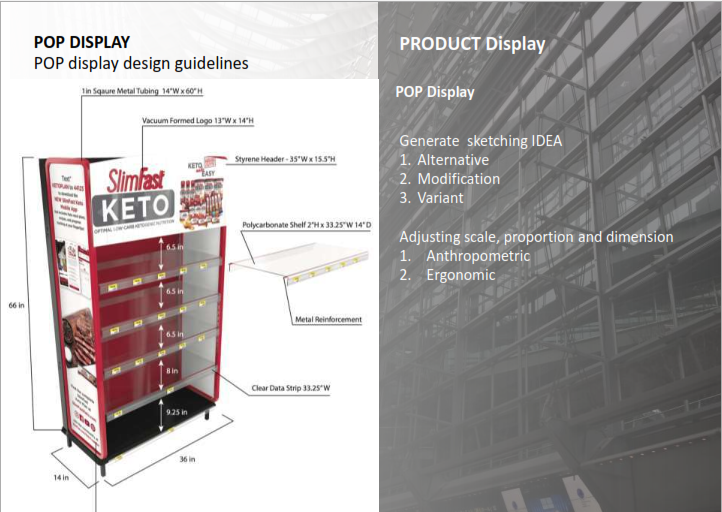 POP DISPLAY
POP display design guidelines
1in Sqaure Metal Tubing 14"W x 60"H
Vacuum Formed Logo 13"W x 14"H
Styrene Header - 35"W x 15.5"H
SlimFast
KETO
KETO
EASY
Polycarbonate Shelf 2"H x 33.25"W 14"D
6.5 in
6.5 in
6.5 in
8 in
9.25 in
Metal Reinforcement
Clear Data Strip 33.25"W
66 in
14 in
36 in
PRODUCT Display
POP Display
Generate sketching IDEA
1. Alternative
2. Modification
3. Variant
Adjusting scale, proportion and dimension
1. Anthropometric
2. Ergonomic